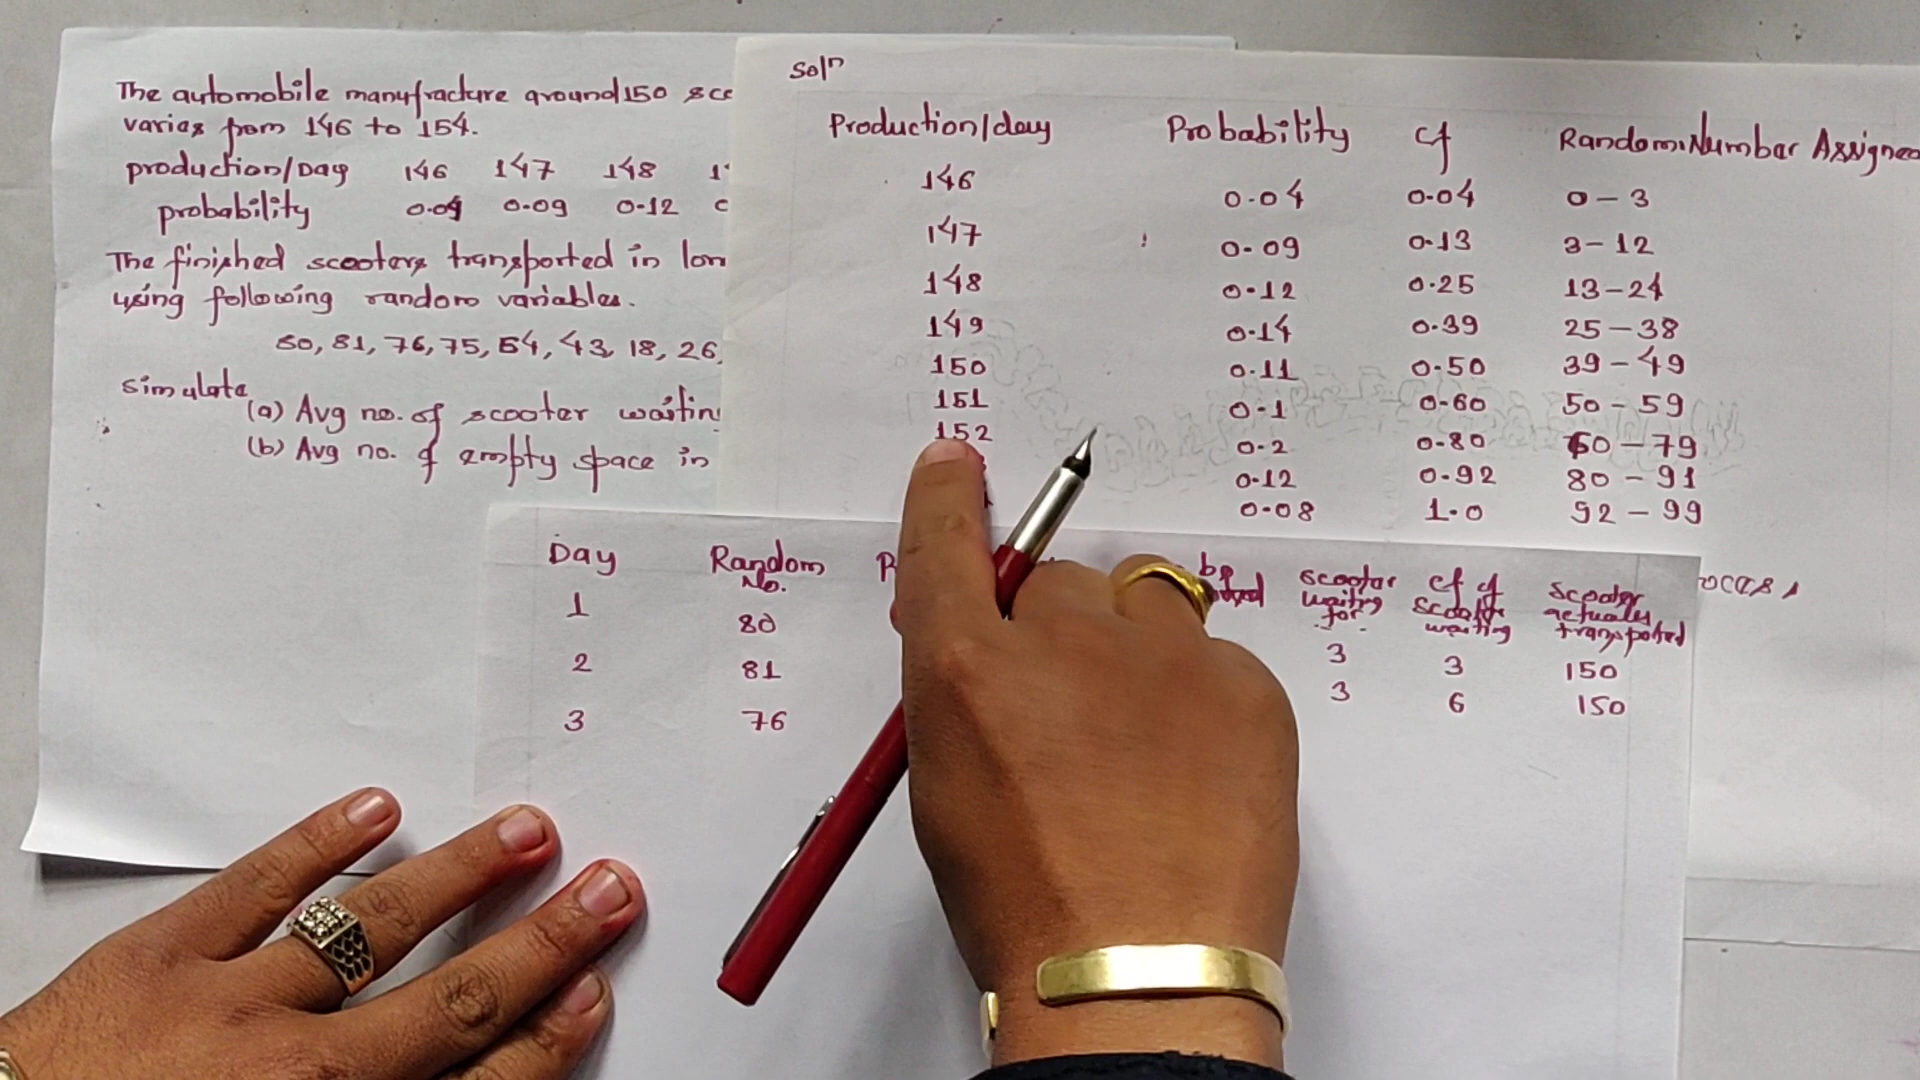 The automobile manufracture around 150 sco
varies from 146 to 154.
production/Day 146 147 148
probability 0.04 0.09 0.12
The finished scooters transported in lorr
using following random variables.
80, 81, 76, 75, 64, 43, 18, 26,
simulate
(a) Avg no. of scooter waiting
(b) Avg no. of empty space in
Soln
Production/day Probability cf Random Number Assigned
146 0.04 0.04 0-3
147 0.09 0.13 3-12
148 0.12 0.25 13-24
149 0.14 0.39 25-38
150 0.11 0.50 39-49
151 0.1 0.60 50-59
152 0.2 0.80 60-79
0.12 0.92 80-91
0.08 1.0 92-99
Day Random No. scooter waiting for cf of scooter waiting scooter actually transported
1 80 3 3 150
2 81 3 6 150
3 76